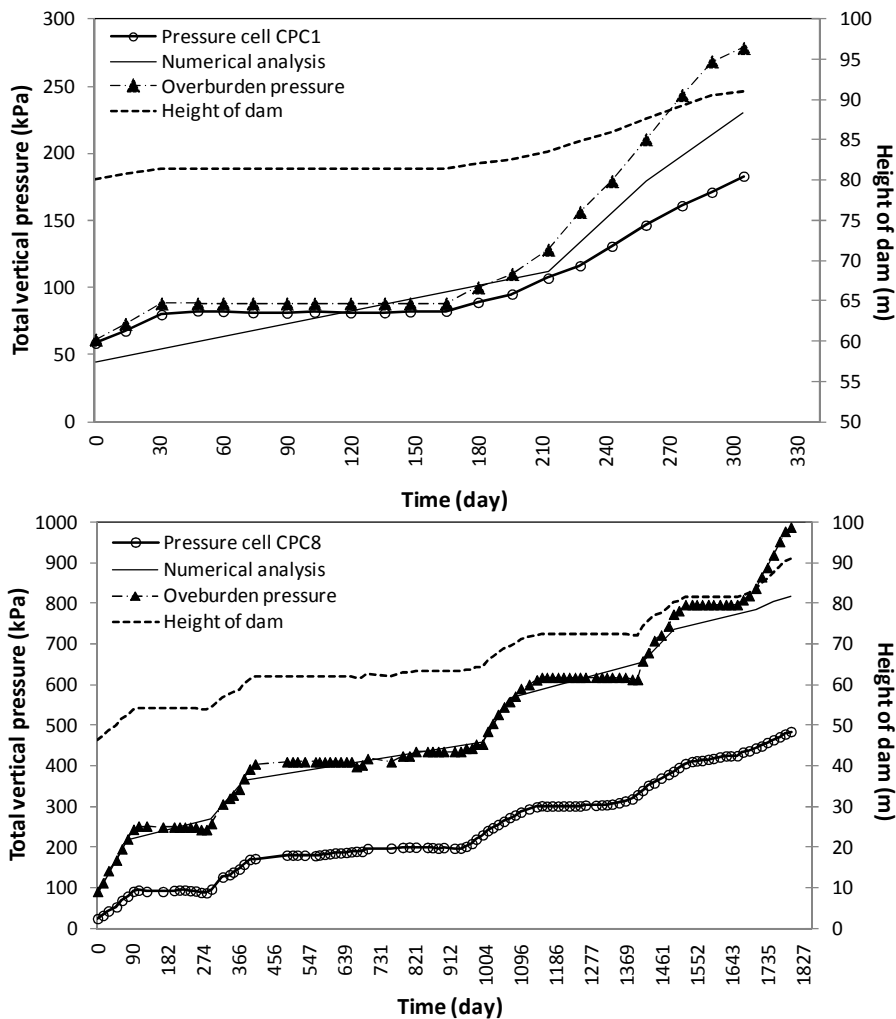 300
250
200
150
100
50
0
Total vertical pressure (kPa)
Pressure cell CPC1
Numerical analysis
Overburden pressure
Height of dam
100
95
90
85
80
75
70
65
60
55
50
Height of dam (m)
0 30 60 90 120 150 180 210 240 270 300 330
Time (day)
1000
900
800
700
600
500
400
300
200
100
0
Total vertical pressure (kPa)
Pressure cell CPC8
Numerical analysis
Oveburden pressure
Height of dam
100
90
80
70
60
50
40
30
20
10
0
Height of dam (m)
0 90 182 274 366 456 547 639 731 821 912 1004 1096 1186 1277 1369 1461 1552 1643 1735 1827
Time (day)